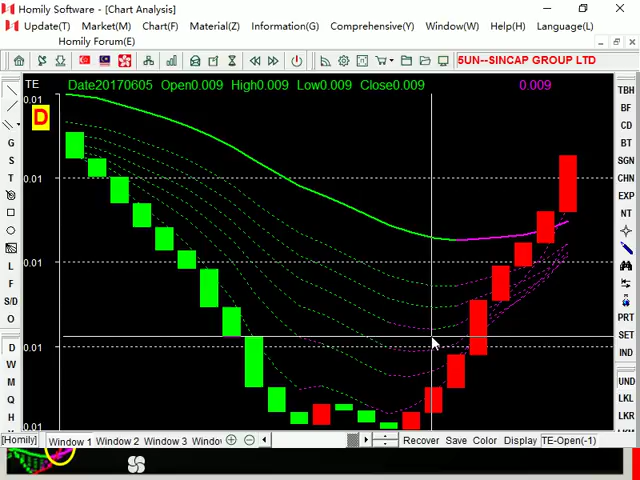 Homily Software - [Chart Analysis]
Update(T) Market(M) Chart(F) Material(Z) Information(G) Comprehensive(Y) Window(W) Help(H) Language(L)
Homily Forum(E)
5UN--SINCAP GROUP LTD
TE Date20170605 Open0.009 High0.009 Low0.009 Close0.009 0.009
0.01
D
0.01
0.01
0.01
0.01
G
S
T
L
F
S/D
O
D
W
M
Q
H
TBH
BF
CD
BT
SGN
CHN
EXP
NT
PRT
SET
IND
UND
LKL
LKR
[Homily] Window 1 Window 2 Window 3 Windo Recover Save Color Display TE-Open(-1)